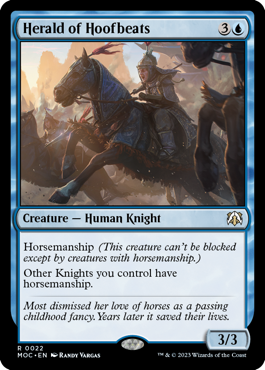 Herald of Hoofbeats 3
Creature — Human Knight
Horsemanship (This creature can't be blocked
except by creatures with horsemanship.)
Other Knights you control have
horsemanship.
Most dismissed her love of horses as a passing
childhood fancy. Years later it saved their lives.
3/3
R 0022
MOC • EN RANDY VARGAS
™ & © 2023 Wizards of the Coast